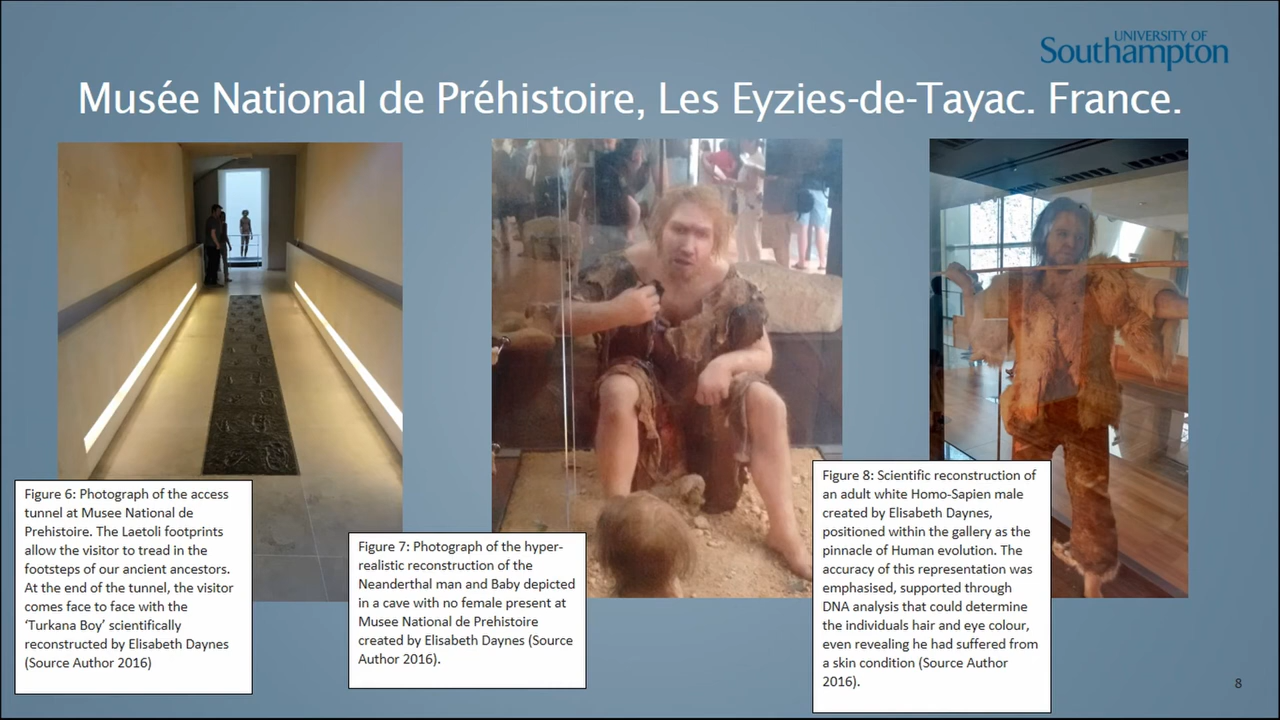 UNIVERSITY OF
Southampton
Musée National de Préhistoire, Les Eyzies-de-Tayac. France.
Figure 6: Photograph of the access
tunnel at Musee National de
Prehistoire. The Laetoli footprints
allow the visitor to tread in the
footsteps of our ancient ancestors.
At the end of the tunnel, the visitor
comes face to face with the
‘Turkana Boy’ scientifically
reconstructed by Elisabeth Daynes
(Source Author 2016)
Figure 7: Photograph of the hyper-
realistic reconstruction of the
Neanderthal man and Baby depicted
in a cave with no female present at
Musee National de Prehistoire
created by Elisabeth Daynes (Source
Author 2016).
Figure 8: Scientific reconstruction of
an adult white Homo-Sapien male
created by Elisabeth Daynes,
positioned within the gallery as the
pinnacle of Human evolution. The
accuracy of this representation was
emphasised, supported through
DNA analysis that could determine
the individuals hair and eye colour,
even revealing he had suffered from
a skin condition (Source Author
2016).
8